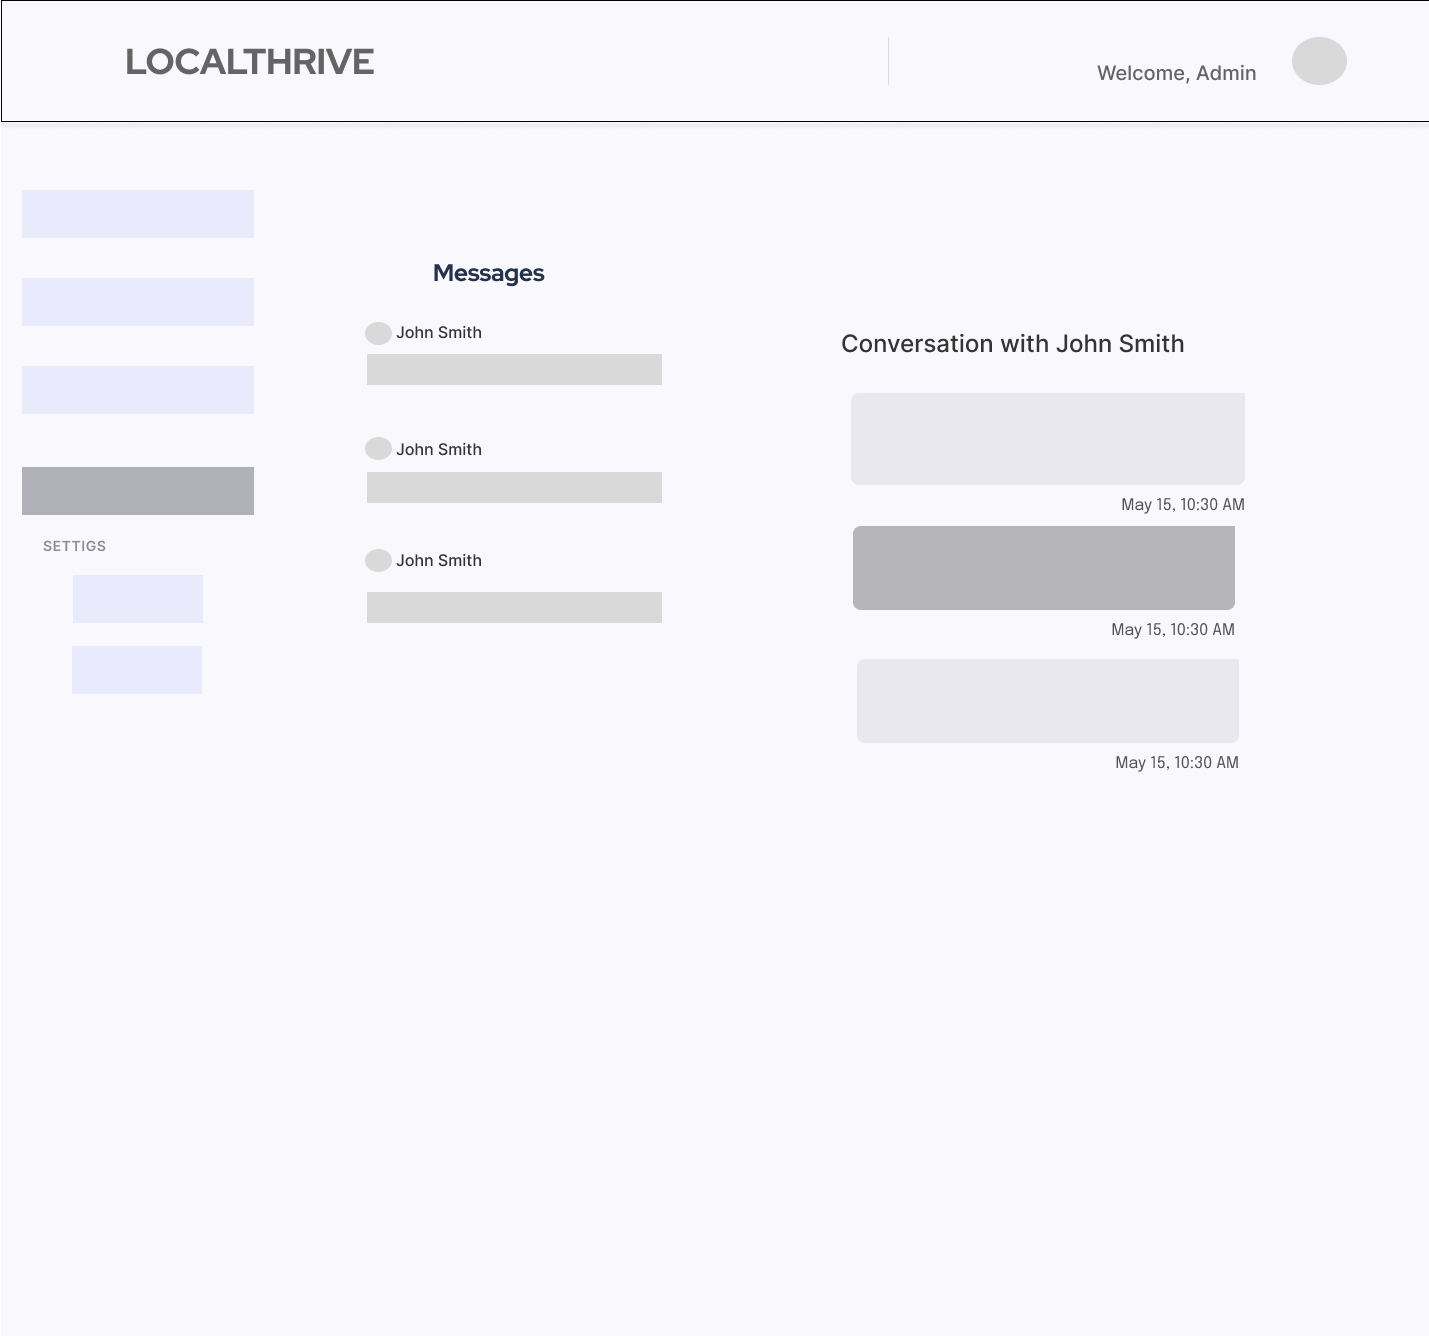 LOCALTHRIVE
Welcome, Admin
SETTIGS
Messages
John Smith
John Smith
John Smith
Conversation with John Smith
May 15, 10:30 AM
May 15, 10:30 AM
May 15, 10:30 AM